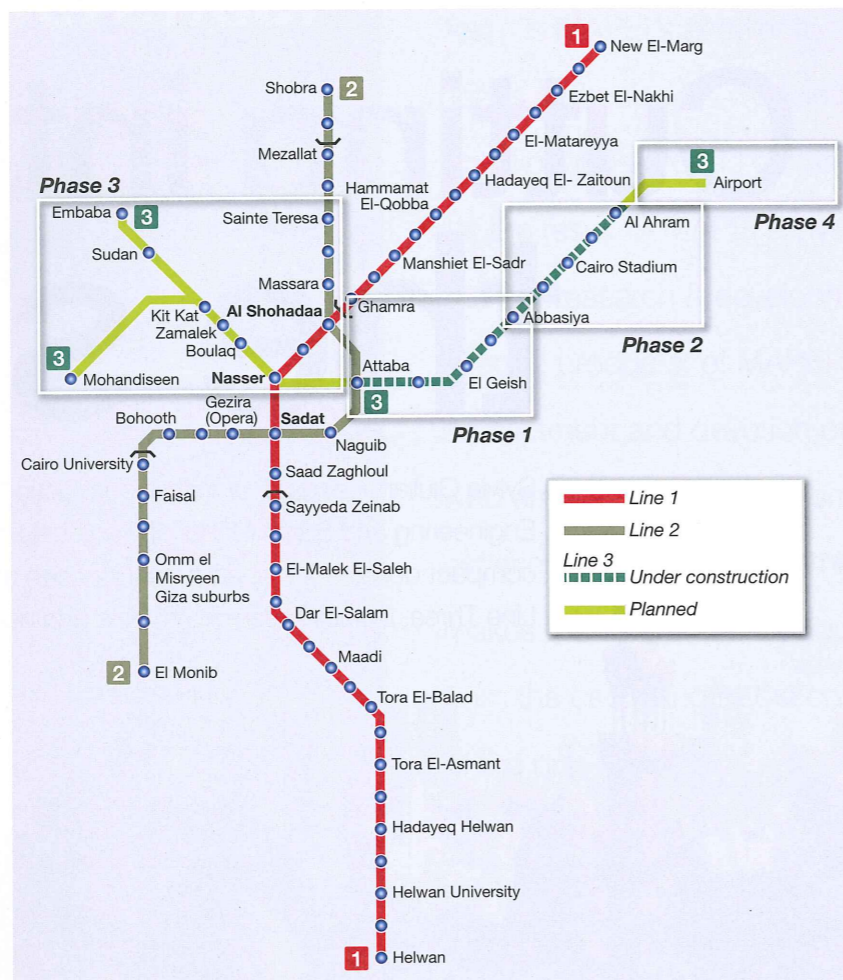 1
New El-Marg
Shobra
2
Ezbet El-Nakhi
El-Matareyya
Mezallat
3
Hadayeq El- Zaitoun
Airport
Phase 3
Hammamat
El-Qobba
Phase 4
Embaba
3
Sainte Teresa
Al Ahram
Sudan
Manshiet El-Sadr
Cairo Stadium
Massara
Ghamra
Kit Kat
Al Shohadaa
Abbasiya
Zamalek
Phase 2
Boulaq
3
Mohandiseen
Nasser
Attaba
El Geish
3
Gezira
(Opera)
Bohooth
Sadat
Naguib
Phase 1
Cairo University
Saad Zaghloul
Faisal
Sayyeda Zeinab
Line 1
Line 2
Line 3
Under construction
Planned
Omm el
Misryeen
Giza suburbs
El-Malek El-Saleh
Dar El-Salam
Maadi
2
El Monib
Tora El-Balad
Tora El-Asmant
Hadayeq Helwan
Helwan University
1
Helwan